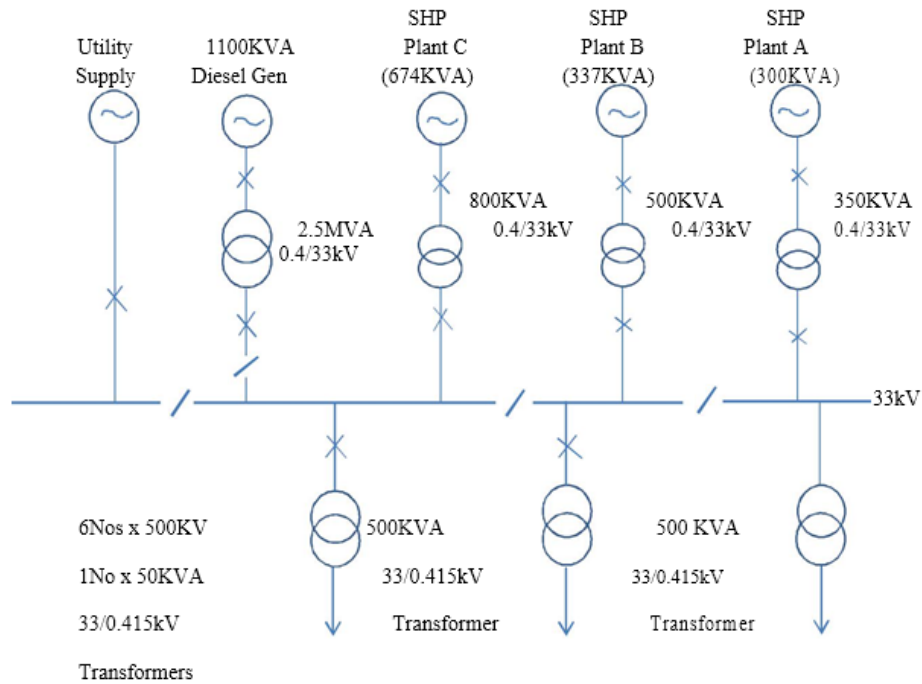 Utility
Supply
1100KVA
Diesel Gen
SHP
Plant C
(674KVA)
SHP
Plant B
(337KVA)
SHP
Plant A
(300KVA)
2.5MVA
0.4/33kV
800KVA
0.4/33kV
500KVA
0.4/33kV
350KVA
0.4/33kV
33kV
6Nos x 500KV
1No x 50KVA
33/0.415kV
Transformers
500KVA
33/0.415kV
Transformer
500 KVA
33/0.415kV
Transformer